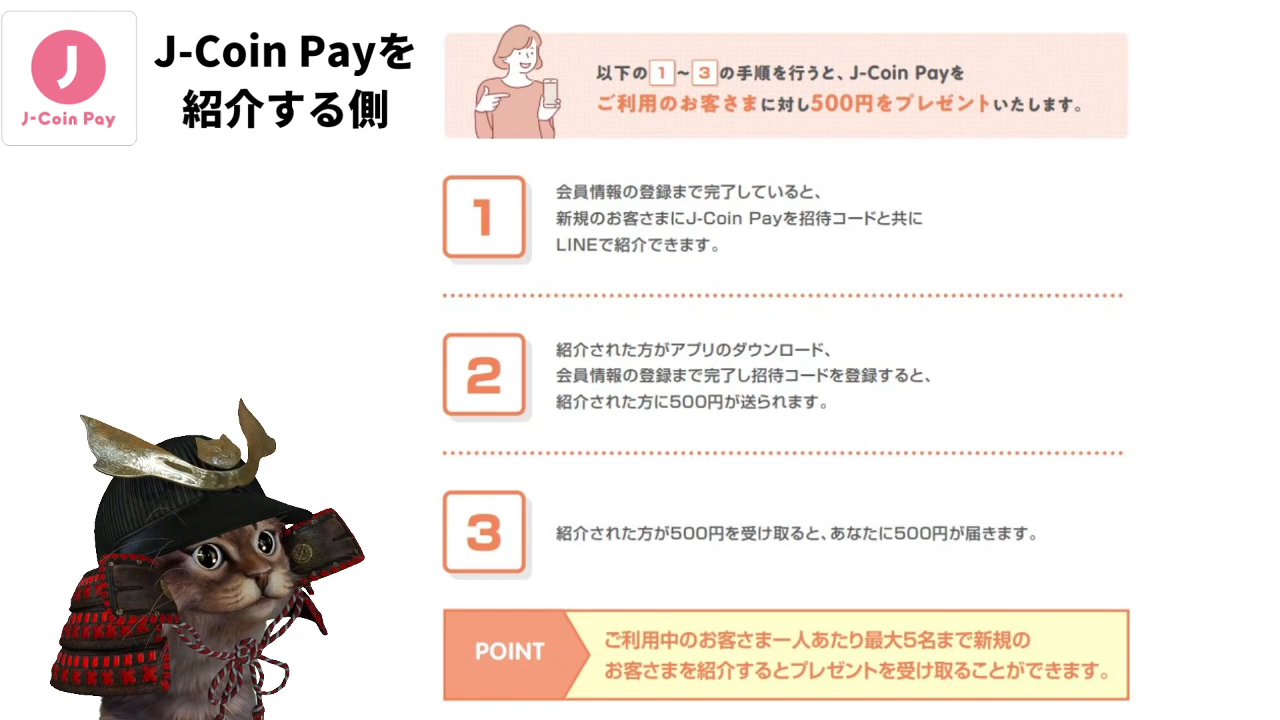 J-Coin Pay
J-Coin Payを
紹介する側
以下の1~3の手順を行うと、J-Coin Payを
ご利用のお客さまに対し500円をプレゼントいたします。
1
会員情報の登録まで完了していると、
新規のお客さまにJ-Coin Payを招待コードと共に
LINEで紹介できます。
2
紹介された方がアプリのダウンロード、
会員情報の登録まで完了し招待コードを登録すると、
紹介された方に500円が送られます。
3
紹介された方が500円を受け取ると、あなたに500円が届きます。
POINT
ご利用中のお客さま一人あたり最大5名まで新規の
お客さまを紹介するとプレゼントを受け取ることができます。